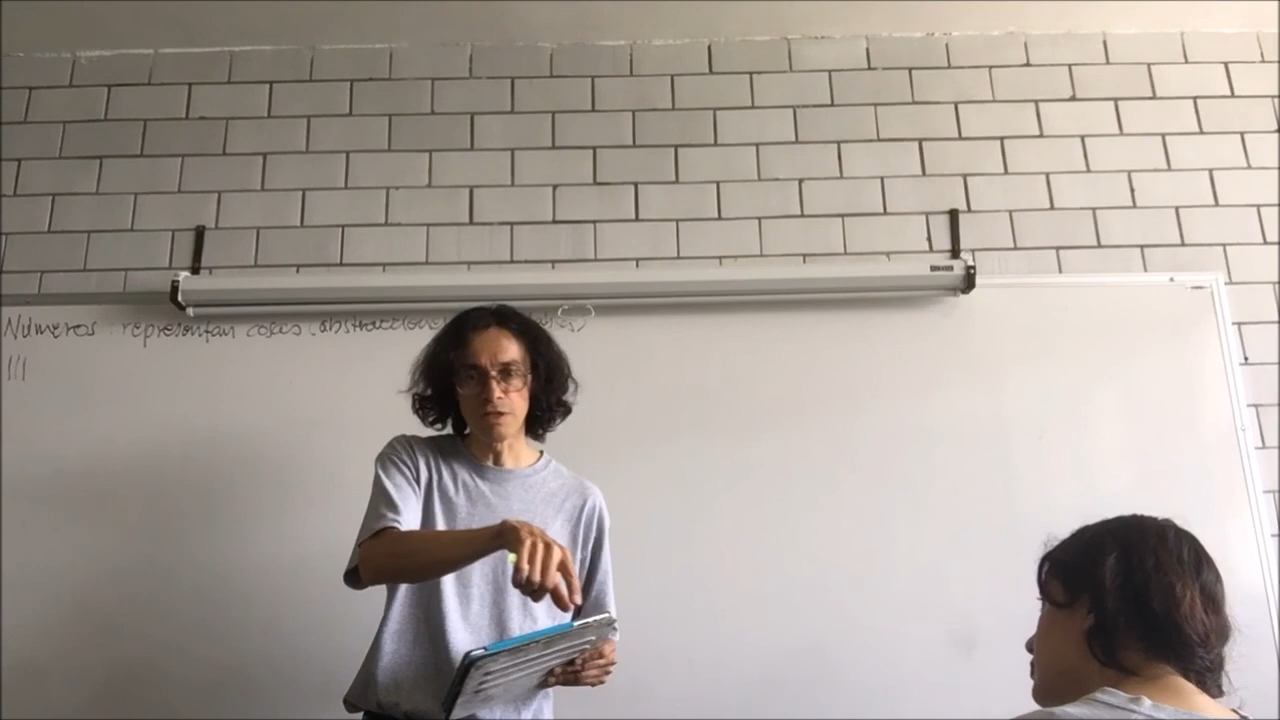 Números : representan cosas (abstracciones
|||